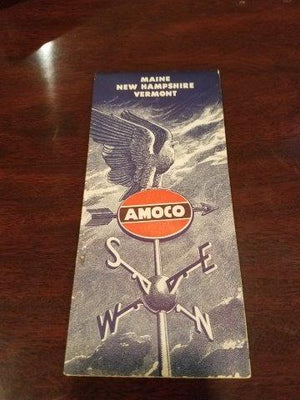 MAINE
NEW HAMPSHIRE
VERMONT
AMOCO
S E
W N